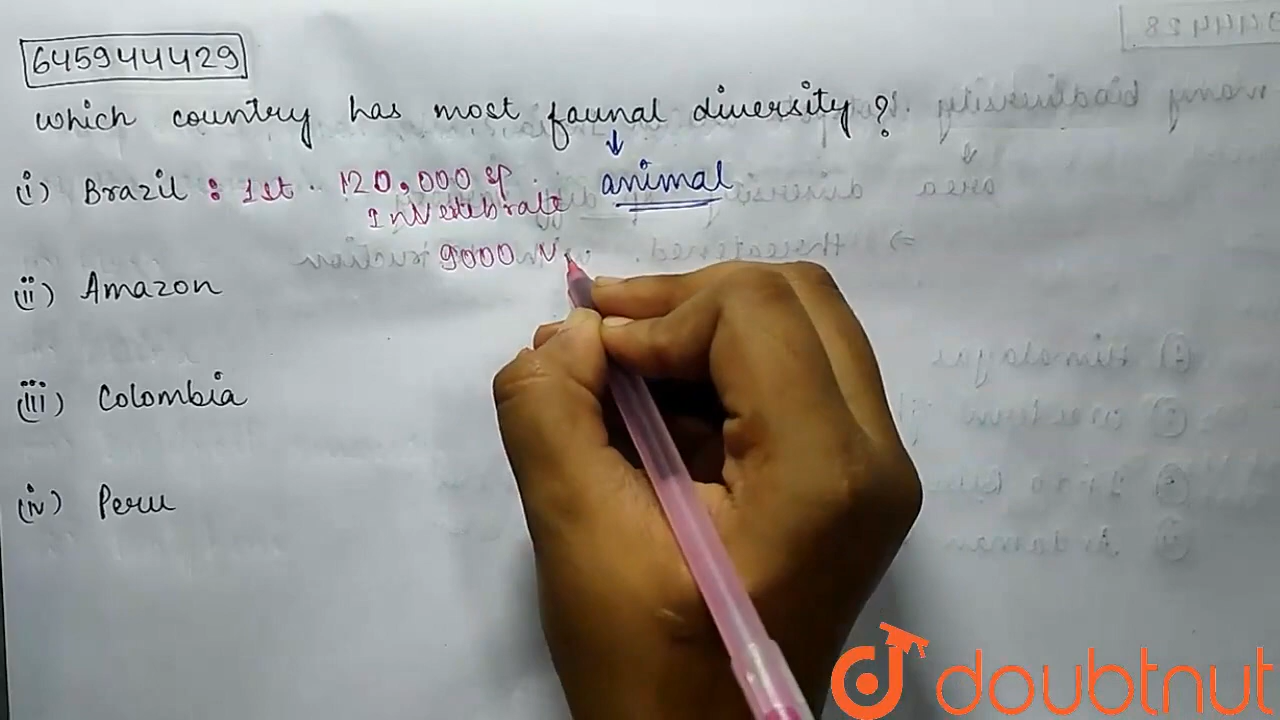 645944429
which country has most faunal diversity ?
(i) Brazil : 1st . 120,000 sp
animal
Invertebrate
9000 V
(ii) Amazon
(iii) Colombia
(iv) Peru
doubtnut